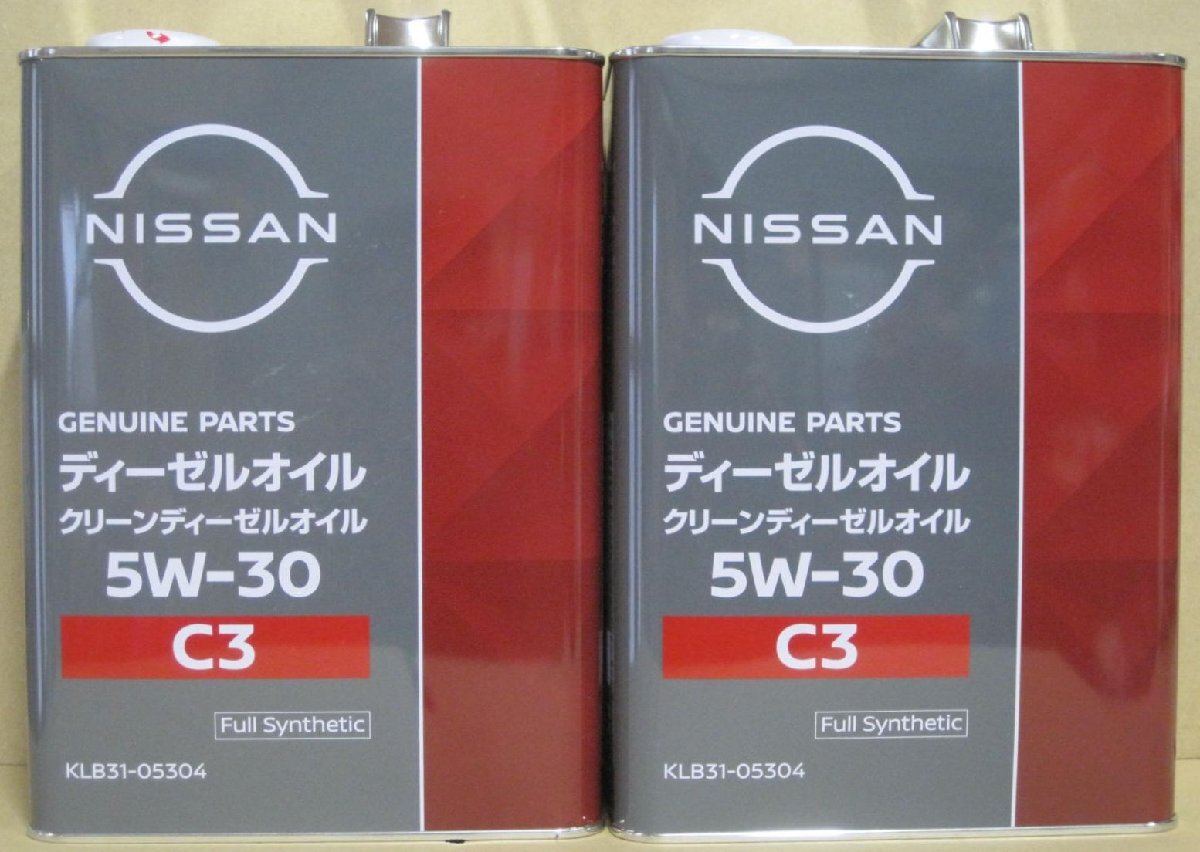 NISSAN
GENUINE PARTS
ディーゼルオイル
クリーンディーゼルオイル
5W-30
C3
Full Synthetic
KLB31-05304
NISSAN
GENUINE PARTS
ディーゼルオイル
クリーンディーゼルオイル
5W-30
C3
Full Synthetic
KLB31-05304